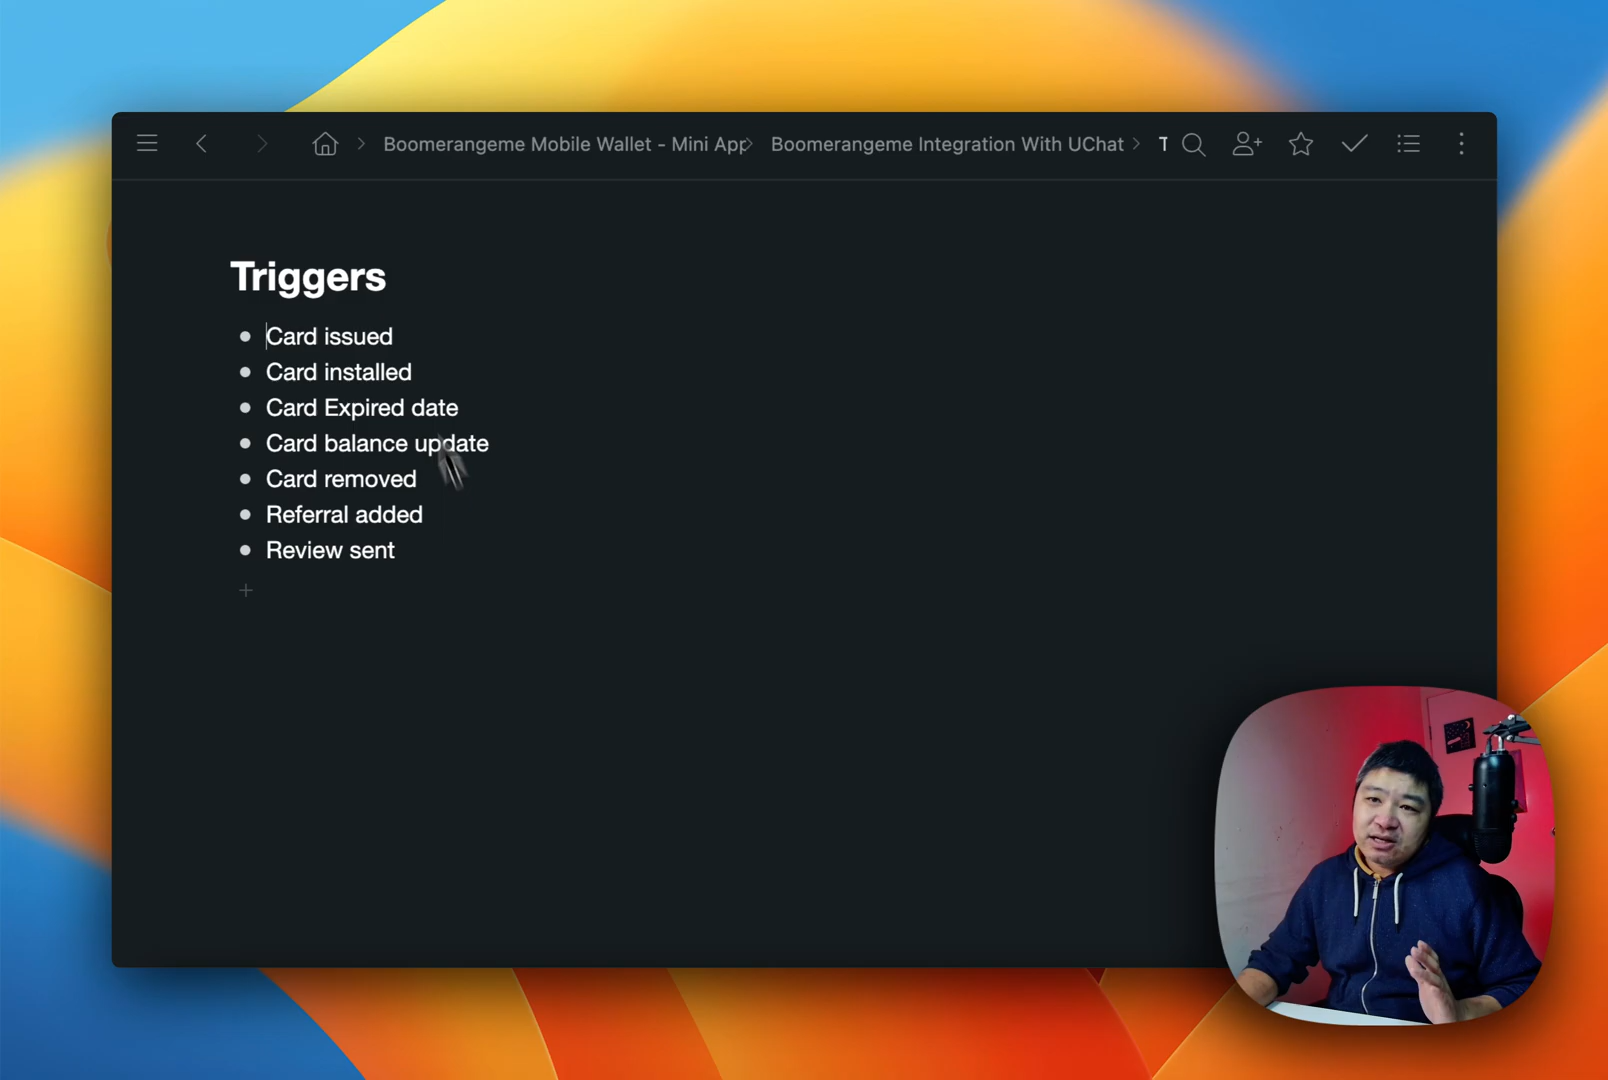 Boomerangeme Mobile Wallet - Mini App
Boomerangeme Integration With UChat
T
Triggers
Card issued
Card installed
Card Expired date
Card balance update
Card removed
Referral added
Review sent